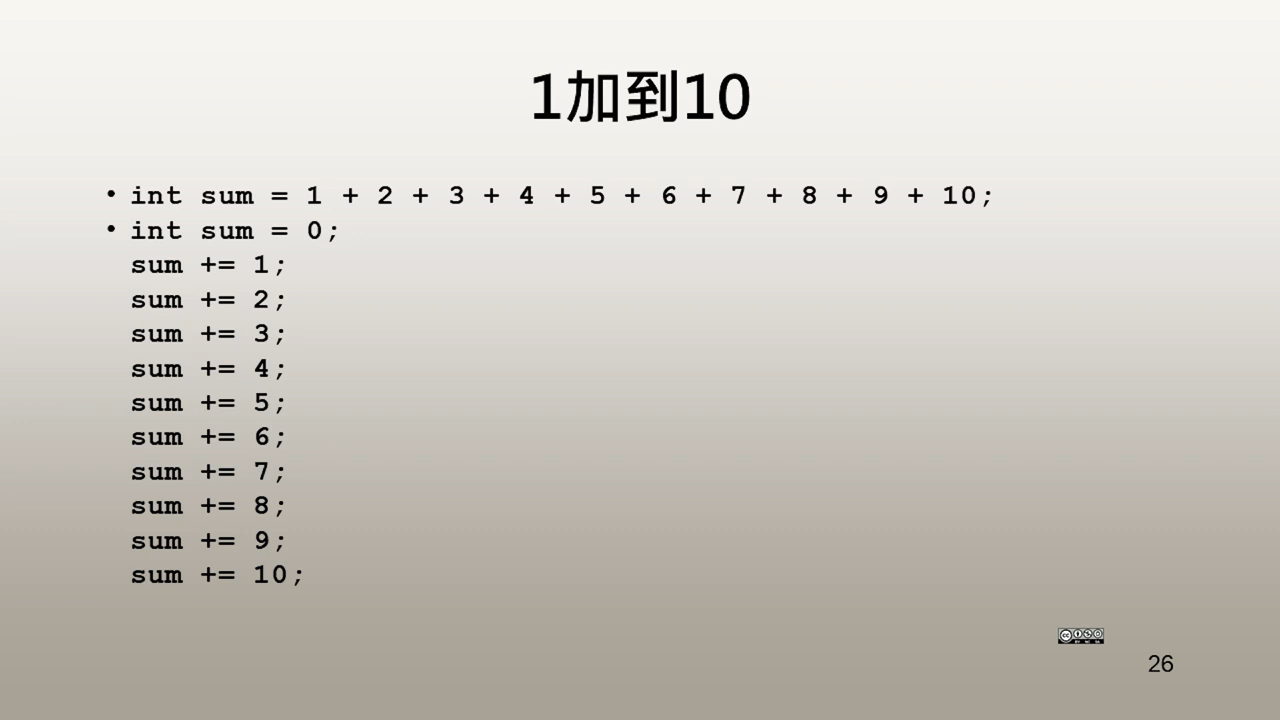 1加到10
• int sum = 1 + 2 + 3 + 4 + 5 + 6 + 7 + 8 + 9 + 10;
• int sum = 0;
sum += 1;
sum += 2;
sum += 3;
sum += 4;
sum += 5;
sum += 6;
sum += 7;
sum += 8;
sum += 9;
sum += 10;
cc
26